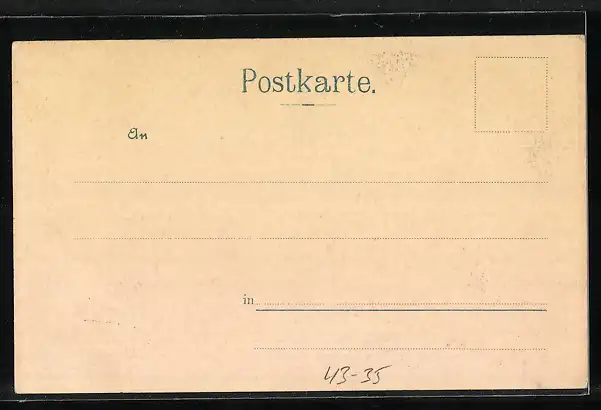 Postkarte.
An
in
43-35